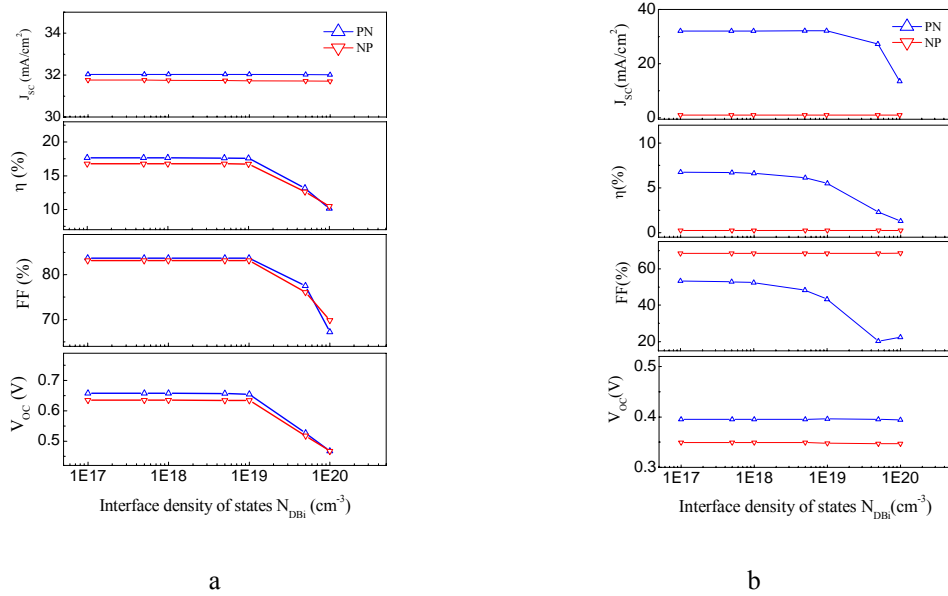 PN
NP
J_SC (mA/cm²)
34
32
30
η (%)
20
15
10
FF (%)
80
70
V_OC (V)
0.7
0.6
0.5
1E17 1E18 1E19 1E20
Interface density of states N_DBi (cm⁻³)
a
PN
NP
J_SC (mA/cm²)
40
20
0
η(%)
10
5
0
FF(%)
60
40
20
V_OC (V)
0.5
0.4
0.3
1E17 1E18 1E19 1E20
Interface density of states N_DBi(cm⁻³)
b